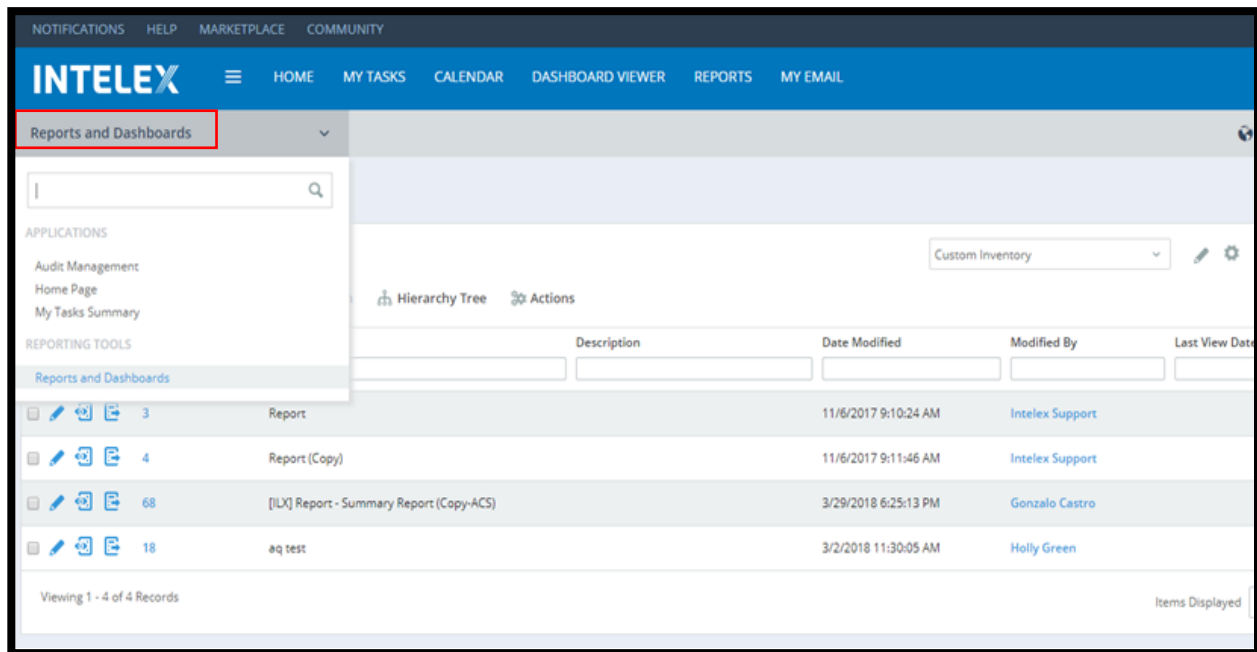 NOTIFICATIONS HELP MARKETPLACE COMMUNITY
INTELEX HOME MY TASKS CALENDAR DASHBOARD VIEWER REPORTS MY EMAIL
Reports and Dashboards
APPLICATIONS
Audit Management
Home Page
My Tasks Summary
REPORTING TOOLS
Reports and Dashboards
Custom Inventory
Hierarchy Tree Actions
Description Date Modified Modified By Last View Date
3 Report 11/6/2017 9:10:24 AM Intelex Support
4 Report (Copy) 11/6/2017 9:11:46 AM Intelex Support
68 [ILX] Report - Summary Report (Copy-ACS) 3/29/2018 6:25:13 PM Gonzalo Castro
18 aq test 3/2/2018 11:30:05 AM Holly Green
Viewing 1 - 4 of 4 Records Items Displayed